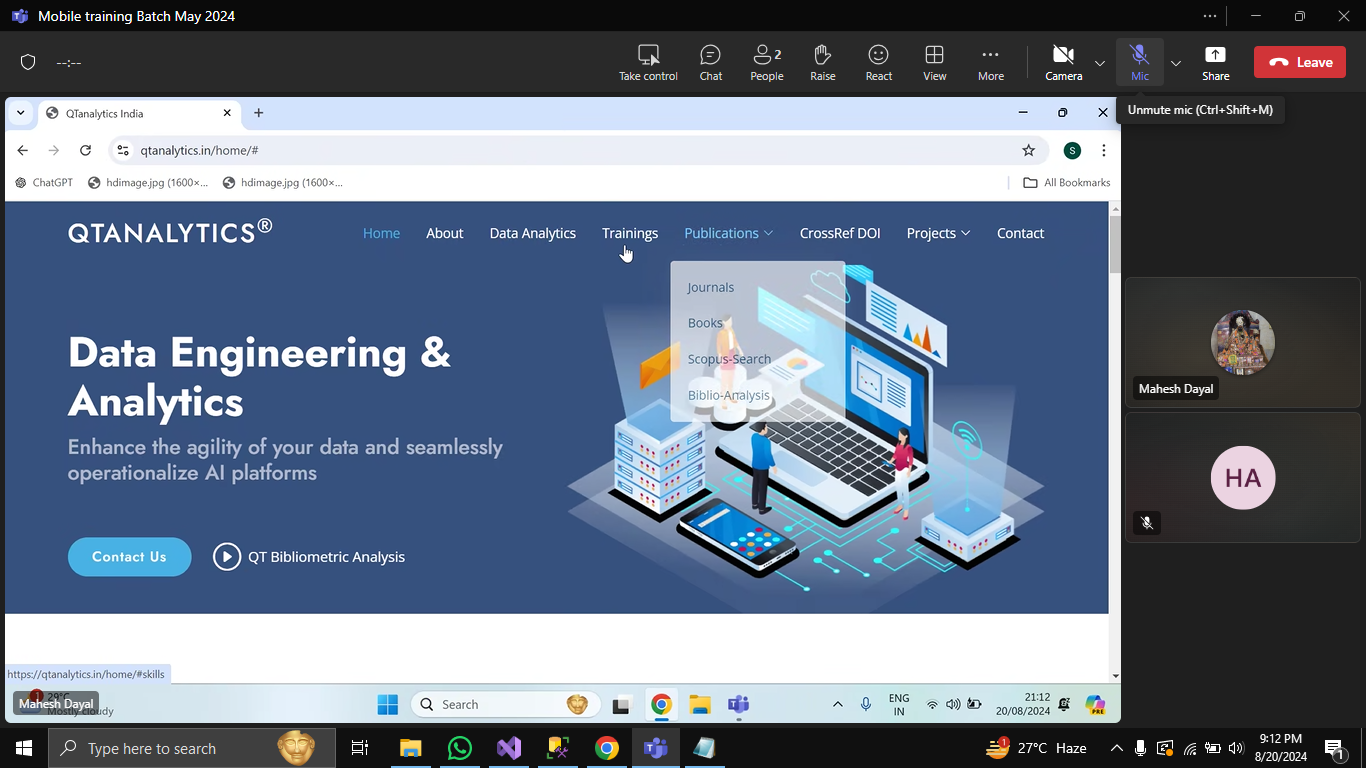 Mobile training Batch May 2024
--:--
Take control
Chat
2
People
Raise
React
View
More
Camera
Mic
Share
Leave
Unmute mic (Ctrl+Shift+M)
QTanalytics India
qtanalytics.in/home/#
S
ChatGPT
hdimage.jpg (1600×...
hdimage.jpg (1600×...
All Bookmarks
QTANALYTICS®
Home
About
Data Analytics
Trainings
Publications
CrossRef DOI
Projects
Contact
Journals
Books
Scopus-Search
Biblio-Analysis
Data Engineering &
Analytics
Enhance the agility of your data and seamlessly
operationalize AI platforms
Contact Us
QT Bibliometric Analysis
Mahesh Dayal
HA
https://qtanalytics.in/home/#skills
29°C
Mostly cloudy
Mahesh Dayal
Search
ENG
IN
21:12
20/08/2024
PRE
Type here to search
1
27°C Haze
9:12 PM
8/20/2024
1